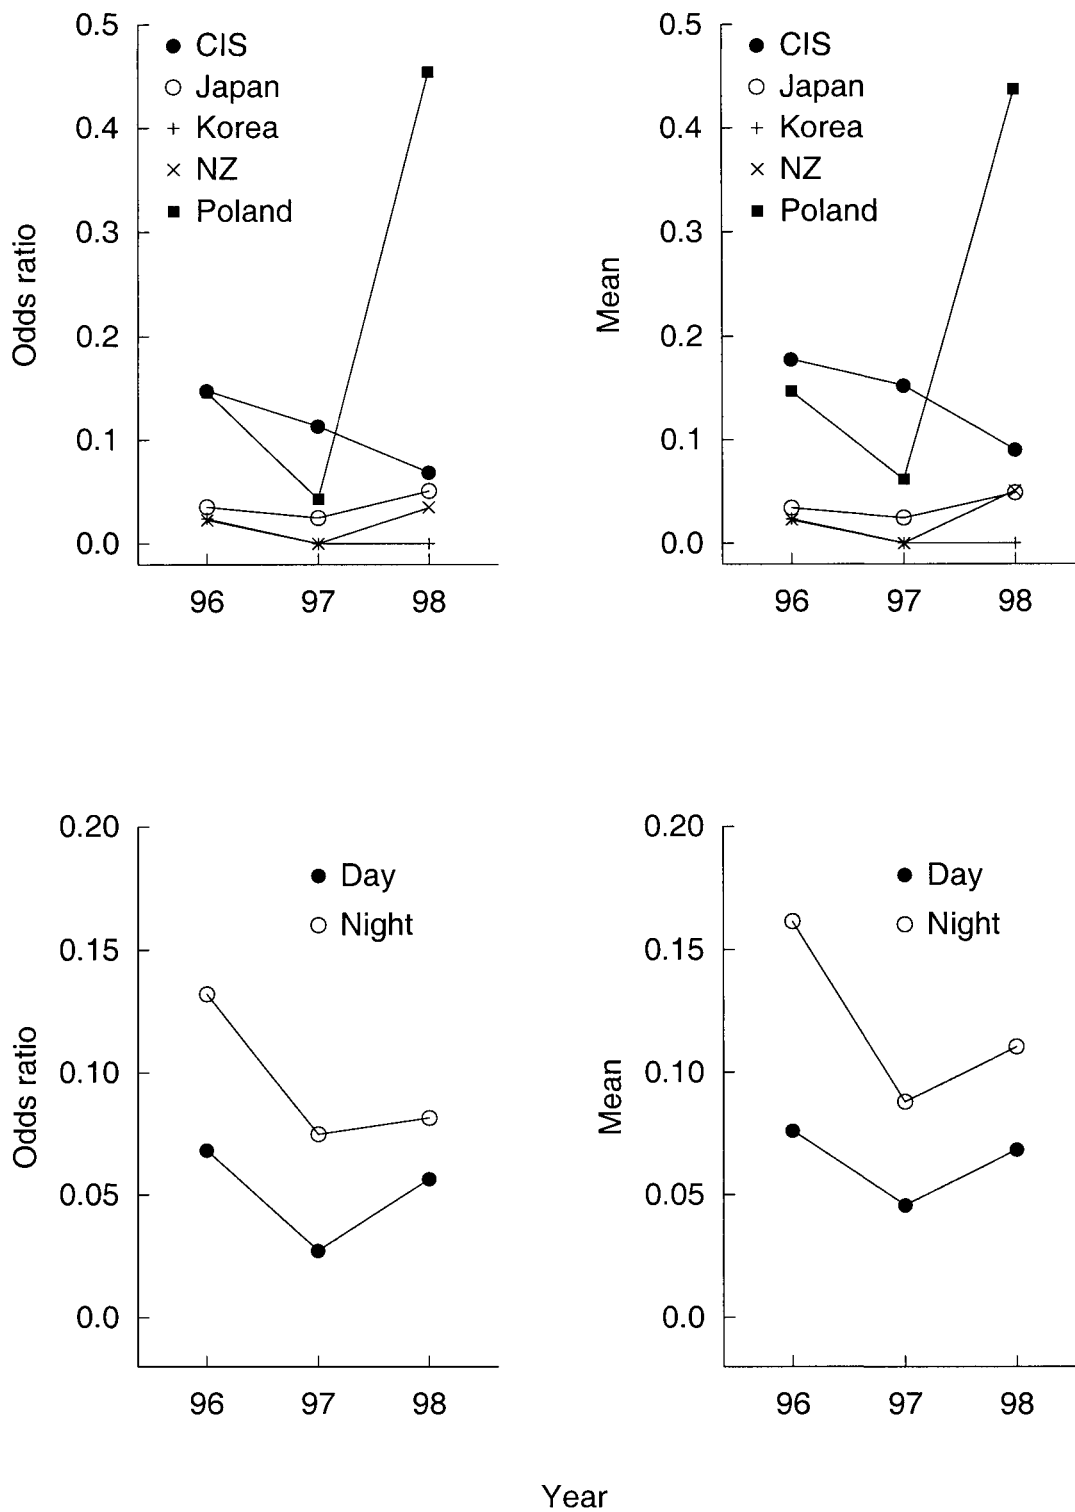 0.5
0.4
0.3
0.2
0.1
0.0
Odds ratio
CIS
Japan
Korea
NZ
Poland
96 97 98
0.5
0.4
0.3
0.2
0.1
0.0
Mean
CIS
Japan
Korea
NZ
Poland
96 97 98
0.20
0.15
0.10
0.05
0.0
Odds ratio
Day
Night
96 97 98
0.20
0.15
0.10
0.05
0.0
Mean
Day
Night
96 97 98
Year